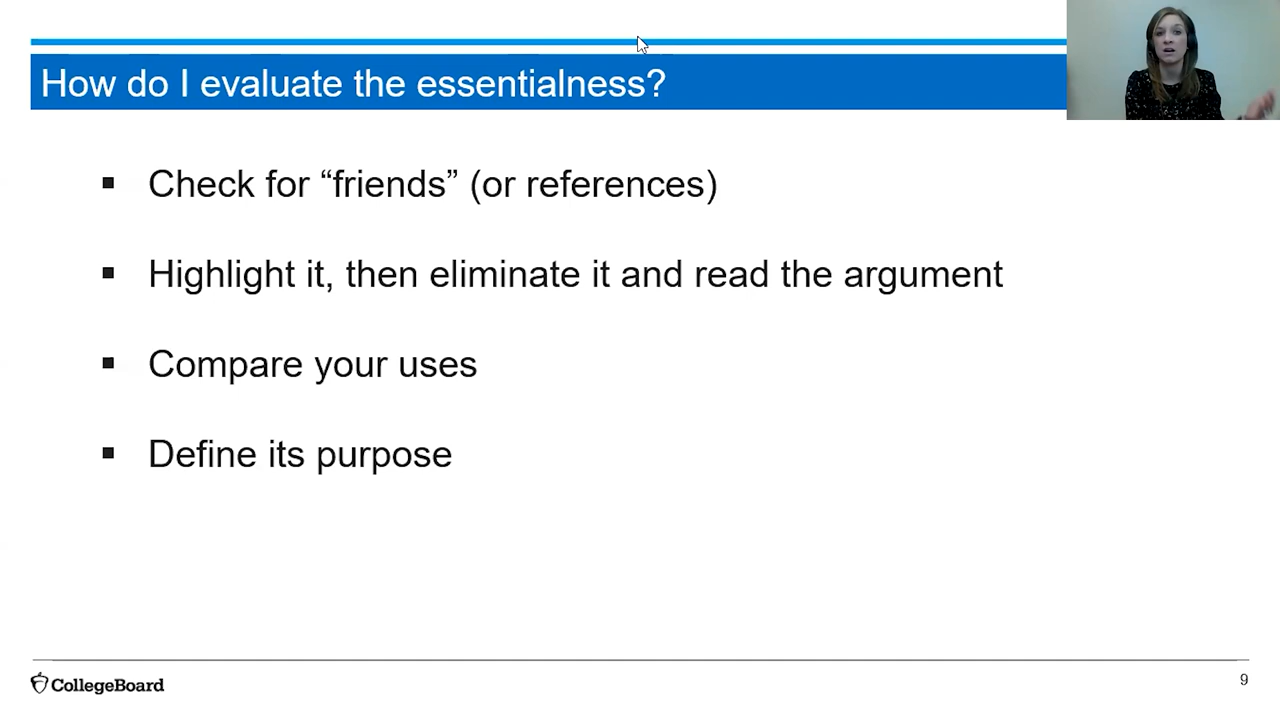 How do I evaluate the essentialness?
▪ Check for “friends” (or references)
▪ Highlight it, then eliminate it and read the argument
▪ Compare your uses
▪ Define its purpose
CollegeBoard
9